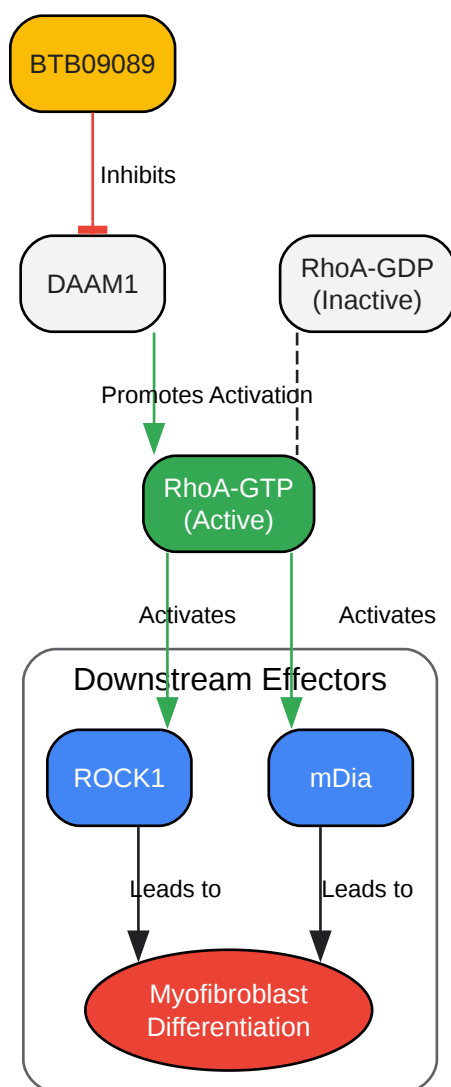 BTB09089
Inhibits
DAAM1
RhoA-GDP
(Inactive)
Promotes Activation
RhoA-GTP
(Active)
Activates
Activates
Downstream Effectors
ROCK1
mDia
Leads to
Leads to
Myofibroblast
Differentiation